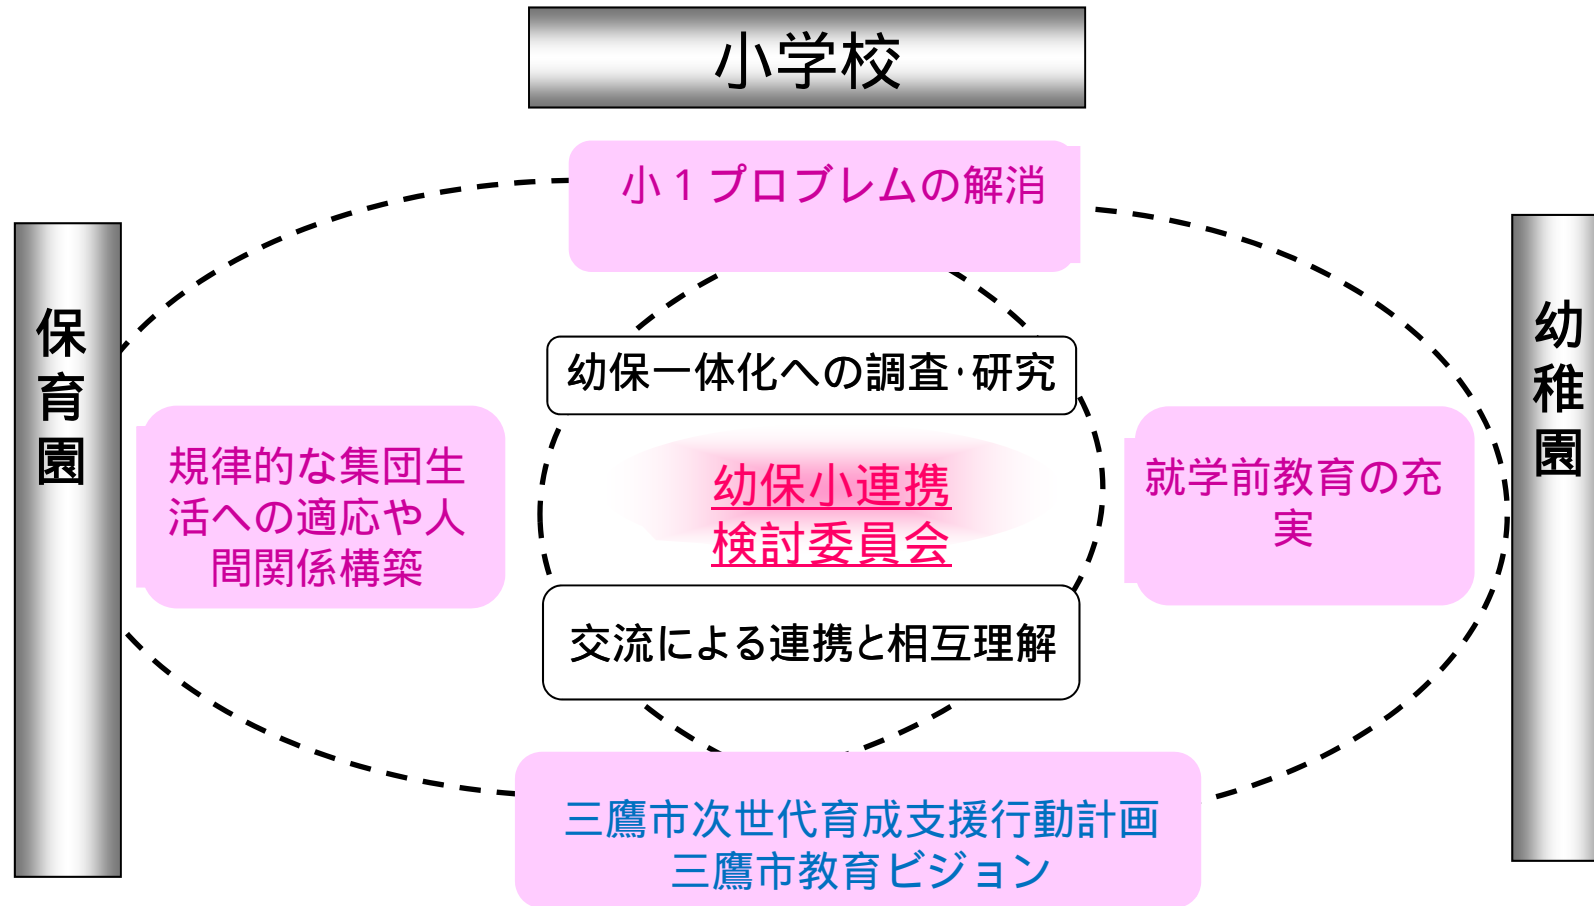 小学校
小１プロブレムの解消
保
育
園
幼
稚
園
幼保一体化への調査･研究
規律的な集団生
活への適応や人
間関係構築
幼保小連携
検討委員会
就学前教育の充
実
交流による連携と相互理解
三鷹市次世代育成支援行動計画
三鷹市教育ビジョン